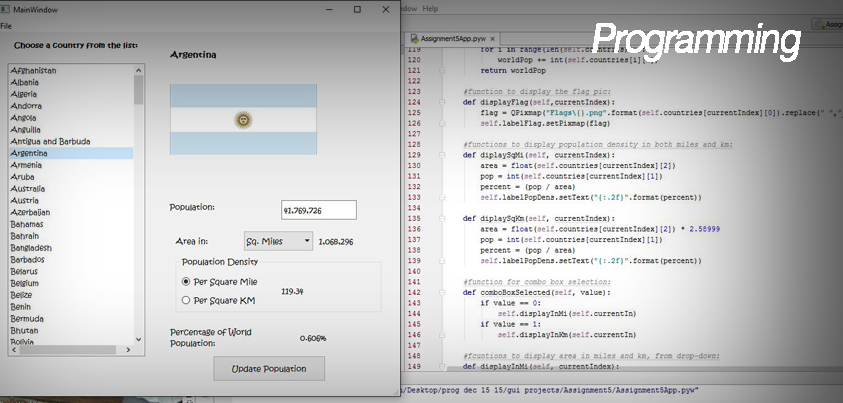 MainWindow
File
Choose a Country from the list:
Afghanistan
Albania
Algeria
Andorra
Angola
Anguilla
Antigua and Barbuda
Argentina
Armenia
Aruba
Australia
Austria
Azerbaijan
Bahamas
Bahrain
Bangladesh
Barbados
Belarus
Belgium
Belize
Benin
Bermuda
Bhutan
Bolivia
Argentina
Population:
41,769,726
Area in:
Sq. Miles
1,068,296
Population Density
Per Square Mile
Per Square KM
119.34
Percentage of World
Population:
0.606%
Update Population
Help
Assignment5App.pyw
Programming
119 for i in range(len(self.
120 worldPop += int(self.countries[i][
121 return worldPop
122
123 #function to display the flag pic:
124 def displayFlag(self,currentIndex):
125 flag = QPixmap("Flags\{}.png".format(self.countries[currentIndex][0].replace(" ",
126 self.labelFlag.setPixmap(flag)
127
128 #functions to display population density in both miles and km:
129 def diplaySqMi(self, currentIndex):
130 area = float(self.countries[currentIndex][2])
131 pop = int(self.countries[currentIndex][1])
132 percent = (pop / area)
133 self.labelPopDens.setText("{:.2f}".format(percent))
134
135 def diplaySqKm(self, currentIndex):
136 area = float(self.countries[currentIndex][2]) * 2.58999
137 pop = int(self.countries[currentIndex][1])
138 percent = (pop / area)
139 self.labelPopDens.setText("{:.2f}".format(percent))
140
141 #function for combo box selection:
142 def comboBoxSelected(self, value):
143 if value == 0:
144 self.displayInMi(self.currentIn)
145 if value == 1:
146 self.displayInKm(self.currentIn)
147
148 #fcuntions to display area in miles and km, from drop-down:
149 def displayInMi(self, currentIndex):
/Desktop/prog dec 15 15/gui projects/Assignment5/Assignment5App.pyw"